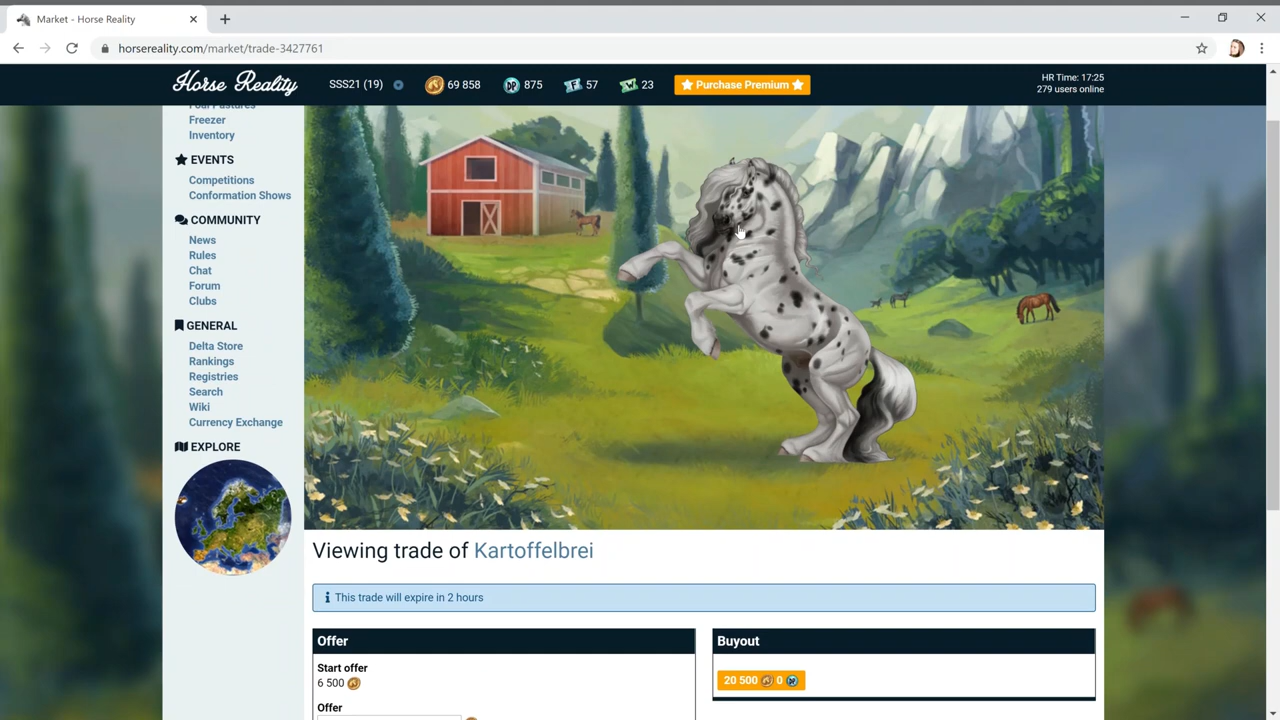 Market - Horse Reality
horsereality.com/market/trade-3427761
Horse Reality
SSS21 (19)
69 858
DP 875
57
23
Purchase Premium
HR Time: 17:25
279 users online
Freezer
Inventory
EVENTS
Competitions
Conformation Shows
COMMUNITY
News
Rules
Chat
Forum
Clubs
GENERAL
Delta Store
Rankings
Registries
Search
Wiki
Currency Exchange
EXPLORE
Viewing trade of Kartoffelbrei
This trade will expire in 2 hours
Offer
Start offer
6 500
Offer
Buyout
20 500 0 DP